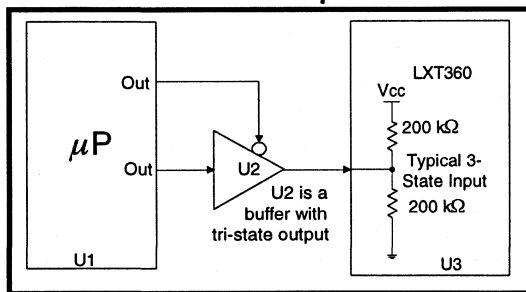 Out
μP
Out
U1
U2
U2 is a
buffer with
tri-state output
LXT360
Vcc
200 kΩ
Typical 3-
State Input
200 kΩ
U3